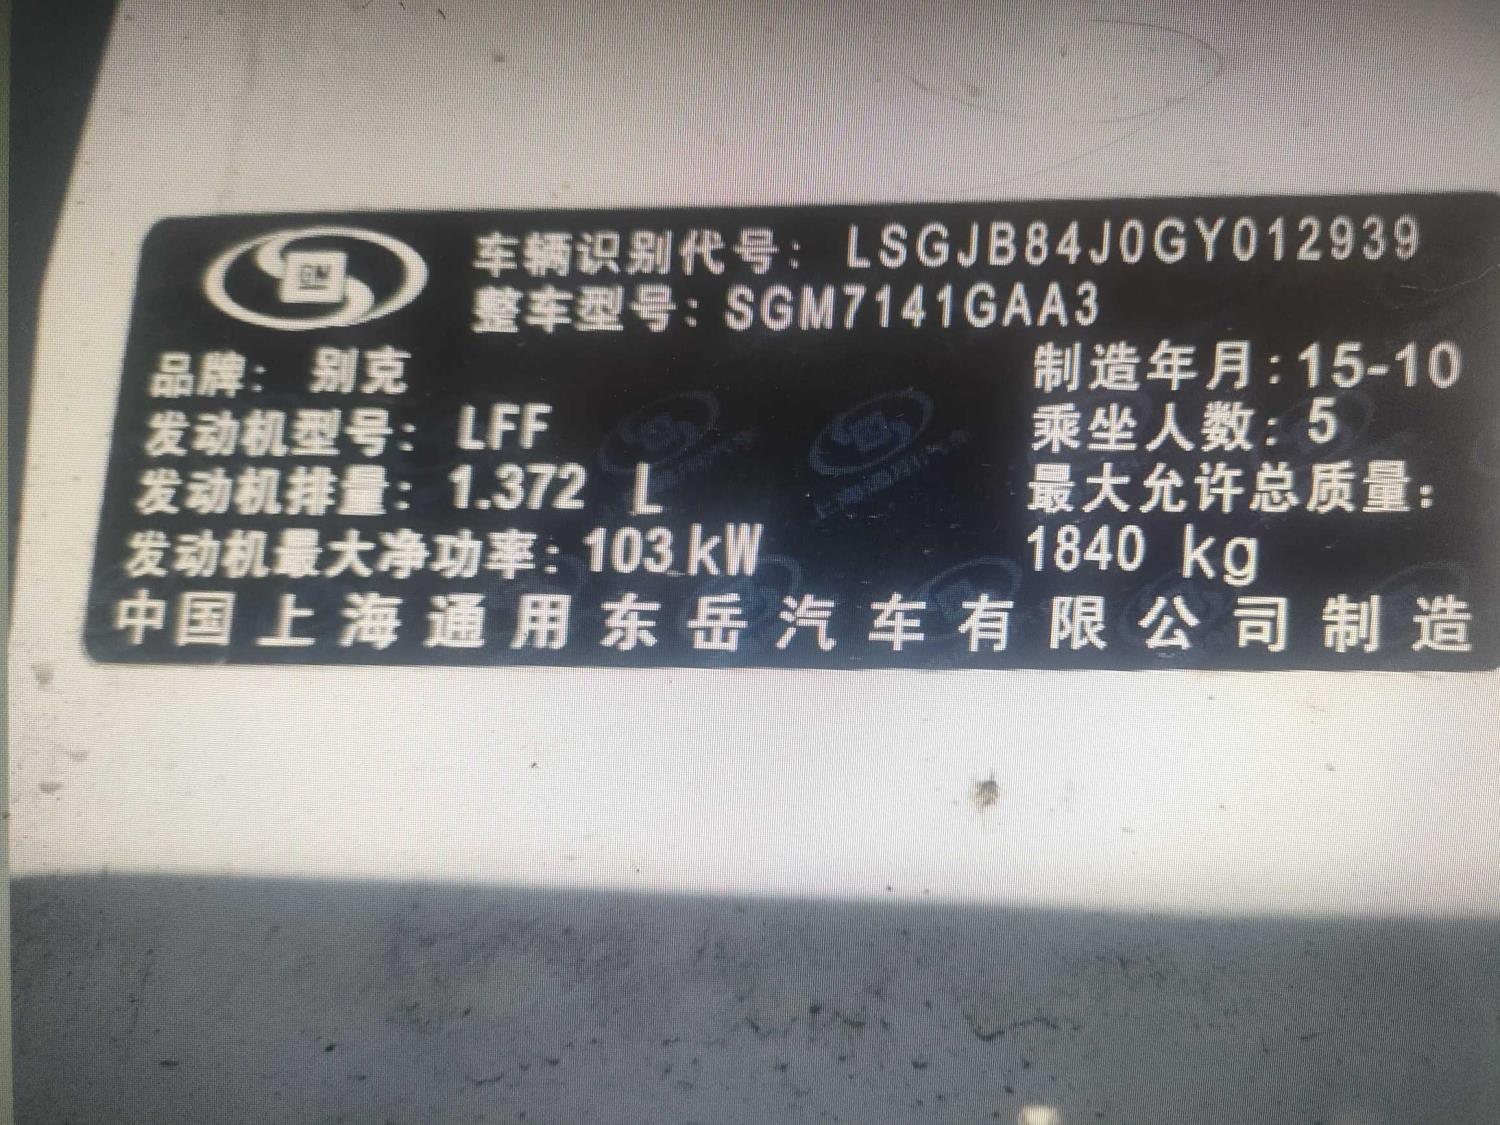 GM
车辆识别代号: LSGJB84J0GY012939
整车型号: SGM7141GAA3
品牌: 别克
制造年月:15-10
发动机型号: LFF
乘坐人数: 5
发动机排量: 1.372 L
最大允许总质量:
发动机最大净功率: 103 kW
1840 kg
中国上海通用东岳汽车有限公司制造